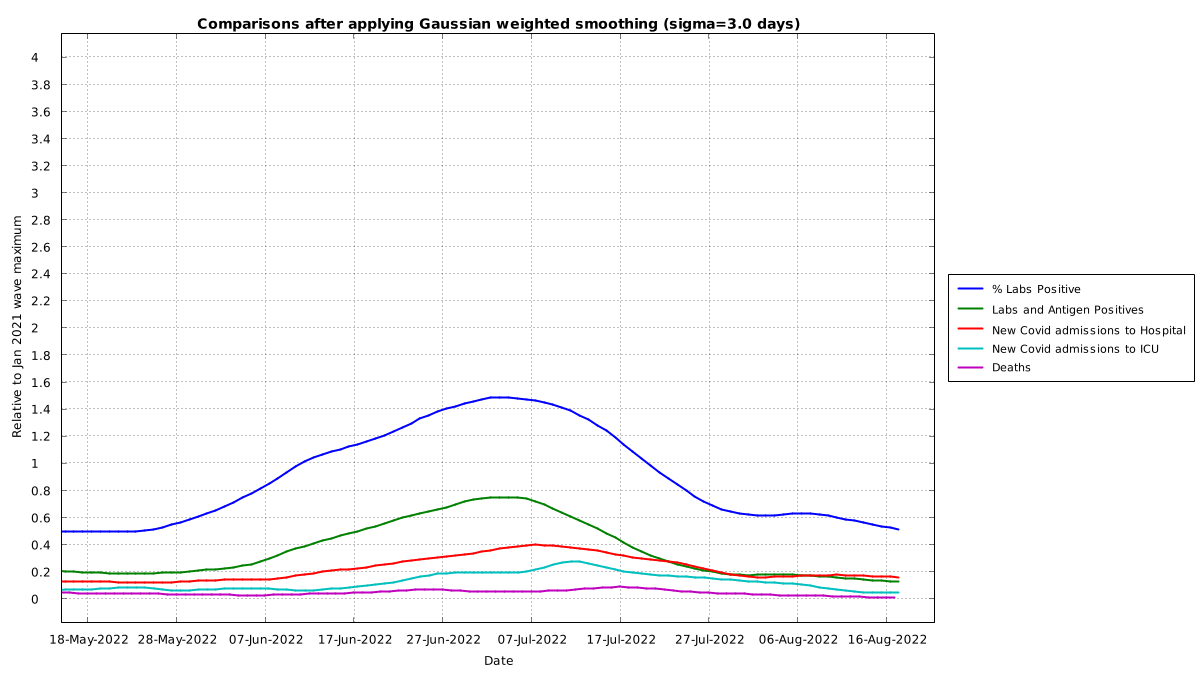 Comparisons after applying Gaussian weighted smoothing (sigma=3.0 days)
Relative to Jan 2021 wave maximum
4
3.8
3.6
3.4
3.2
3
2.8
2.6
2.4
2.2
2
1.8
1.6
1.4
1.2
1
0.8
0.6
0.4
0.2
0
18-May-2022 28-May-2022 07-Jun-2022 17-Jun-2022 27-Jun-2022 07-Jul-2022 17-Jul-2022 27-Jul-2022 06-Aug-2022 16-Aug-2022
Date
% Labs Positive
Labs and Antigen Positives
New Covid admissions to Hospital
New Covid admissions to ICU
Deaths